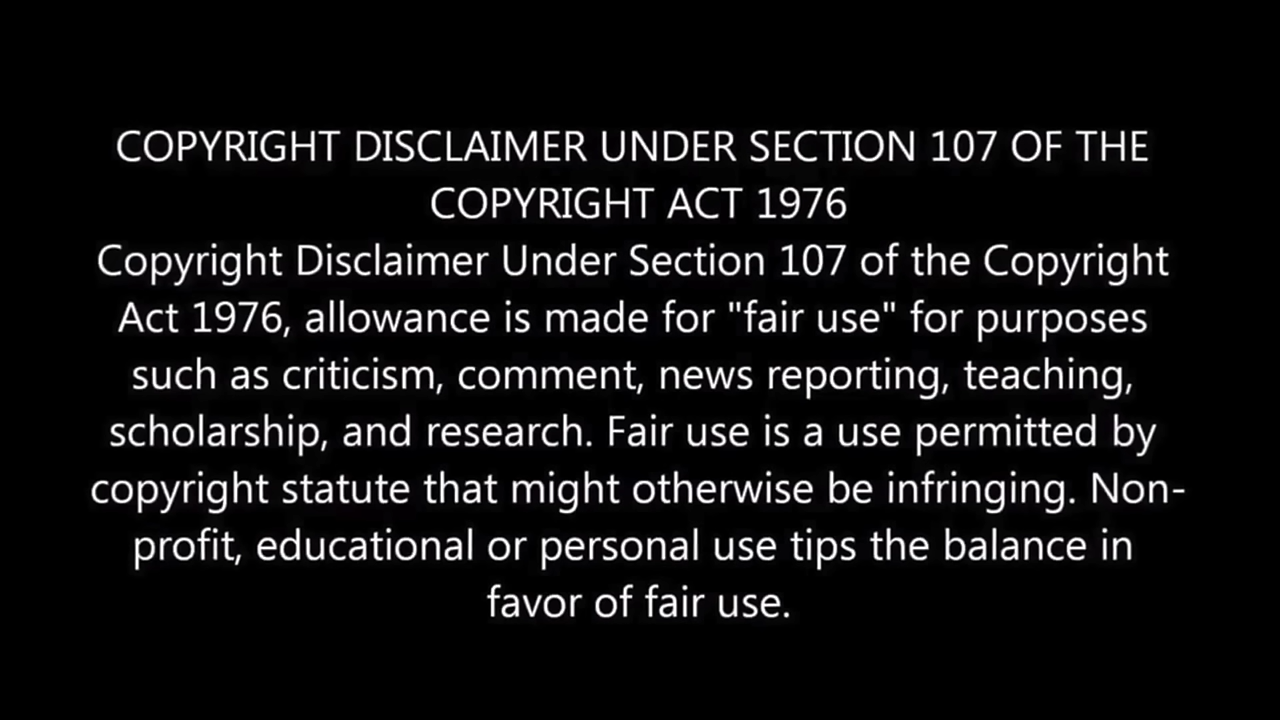 COPYRIGHT DISCLAIMER UNDER SECTION 107 OF THE
COPYRIGHT ACT 1976
Copyright Disclaimer Under Section 107 of the Copyright
Act 1976, allowance is made for "fair use" for purposes
such as criticism, comment, news reporting, teaching,
scholarship, and research. Fair use is a use permitted by
copyright statute that might otherwise be infringing. Non-
profit, educational or personal use tips the balance in
favor of fair use.